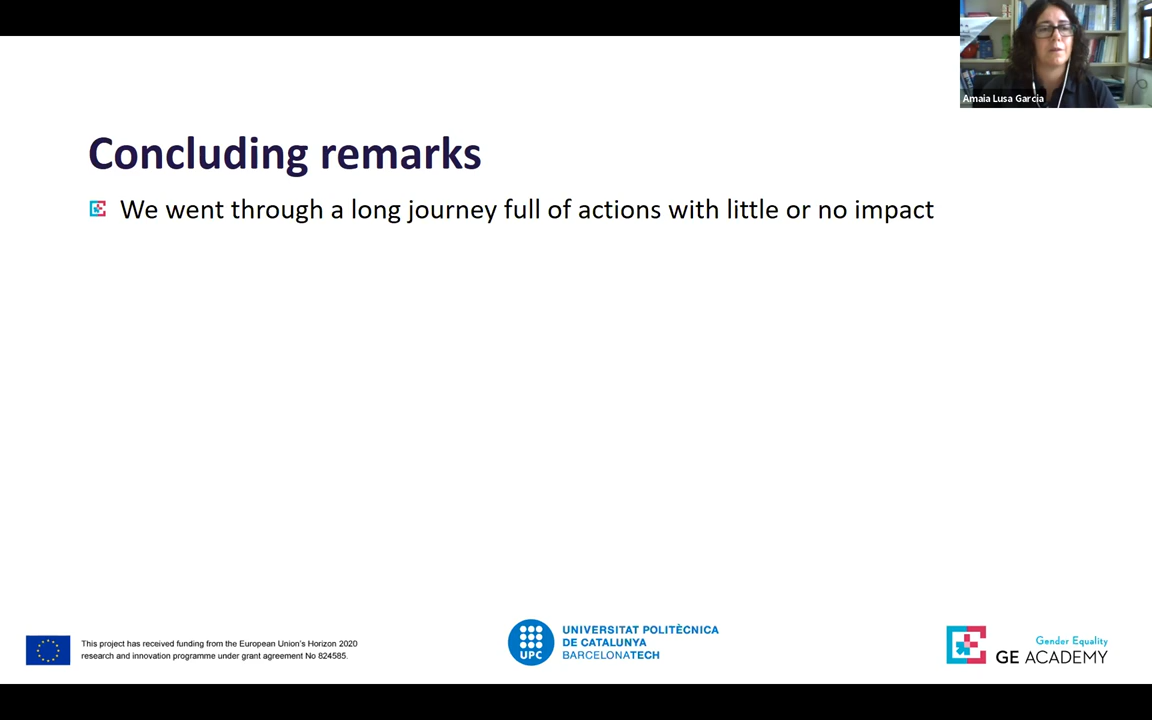 Amaia Lusa Garcia
Concluding remarks
We went through a long journey full of actions with little or no impact
This project has received funding from the European Union's Horizon 2020
research and innovation programme under grant agreement No 824585.
UPC
UNIVERSITAT POLITÈCNICA
DE CATALUNYA
BARCELONATECH
Gender Equality
GE ACADEMY